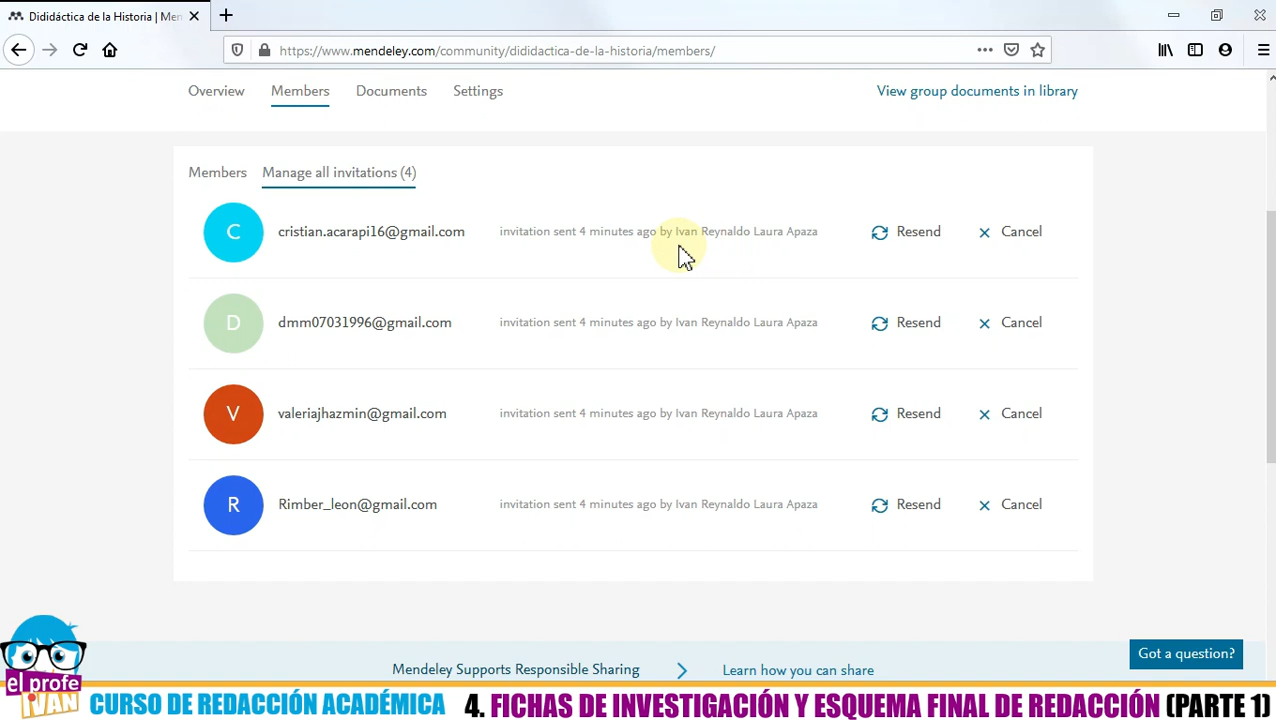 Dididáctica de la Historia | Men
https://www.mendeley.com/community/dididactica-de-la-historia/members/
Overview Members Documents Settings View group documents in library
Members Manage all invitations (4)
C cristian.acarapi16@gmail.com invitation sent 4 minutes ago by Ivan Reynaldo Laura Apaza Resend Cancel
D dmm07031996@gmail.com invitation sent 4 minutes ago by Ivan Reynaldo Laura Apaza Resend Cancel
V valeriajhazmin@gmail.com invitation sent 4 minutes ago by Ivan Reynaldo Laura Apaza Resend Cancel
R Rimber_leon@gmail.com invitation sent 4 minutes ago by Ivan Reynaldo Laura Apaza Resend Cancel
Got a question?
Mendeley Supports Responsible Sharing Learn how you can share
el profe
IVAN
CURSO DE REDACCIÓN ACADÉMICA 4. FICHAS DE INVESTIGACIÓN Y ESQUEMA FINAL DE REDACCIÓN (PARTE 1)